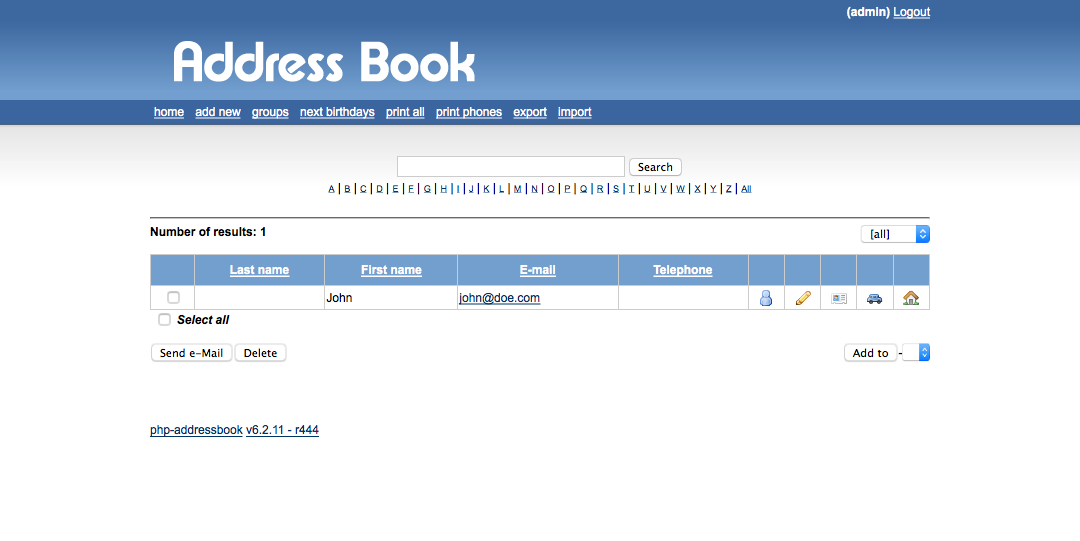 (admin) Logout
Address Book
home add new groups next birthdays print all print phones export import
Search
A | B | C | D | E | F | G | H | I | J | K | L | M | N | O | P | Q | R | S | T | U | V | W | X | Y | Z | All
Number of results: 1
[all]
Last name First name E-mail Telephone
John john@doe.com
Select all
Send e-Mail Delete
Add to -
php-addressbook v6.2.11 - r444